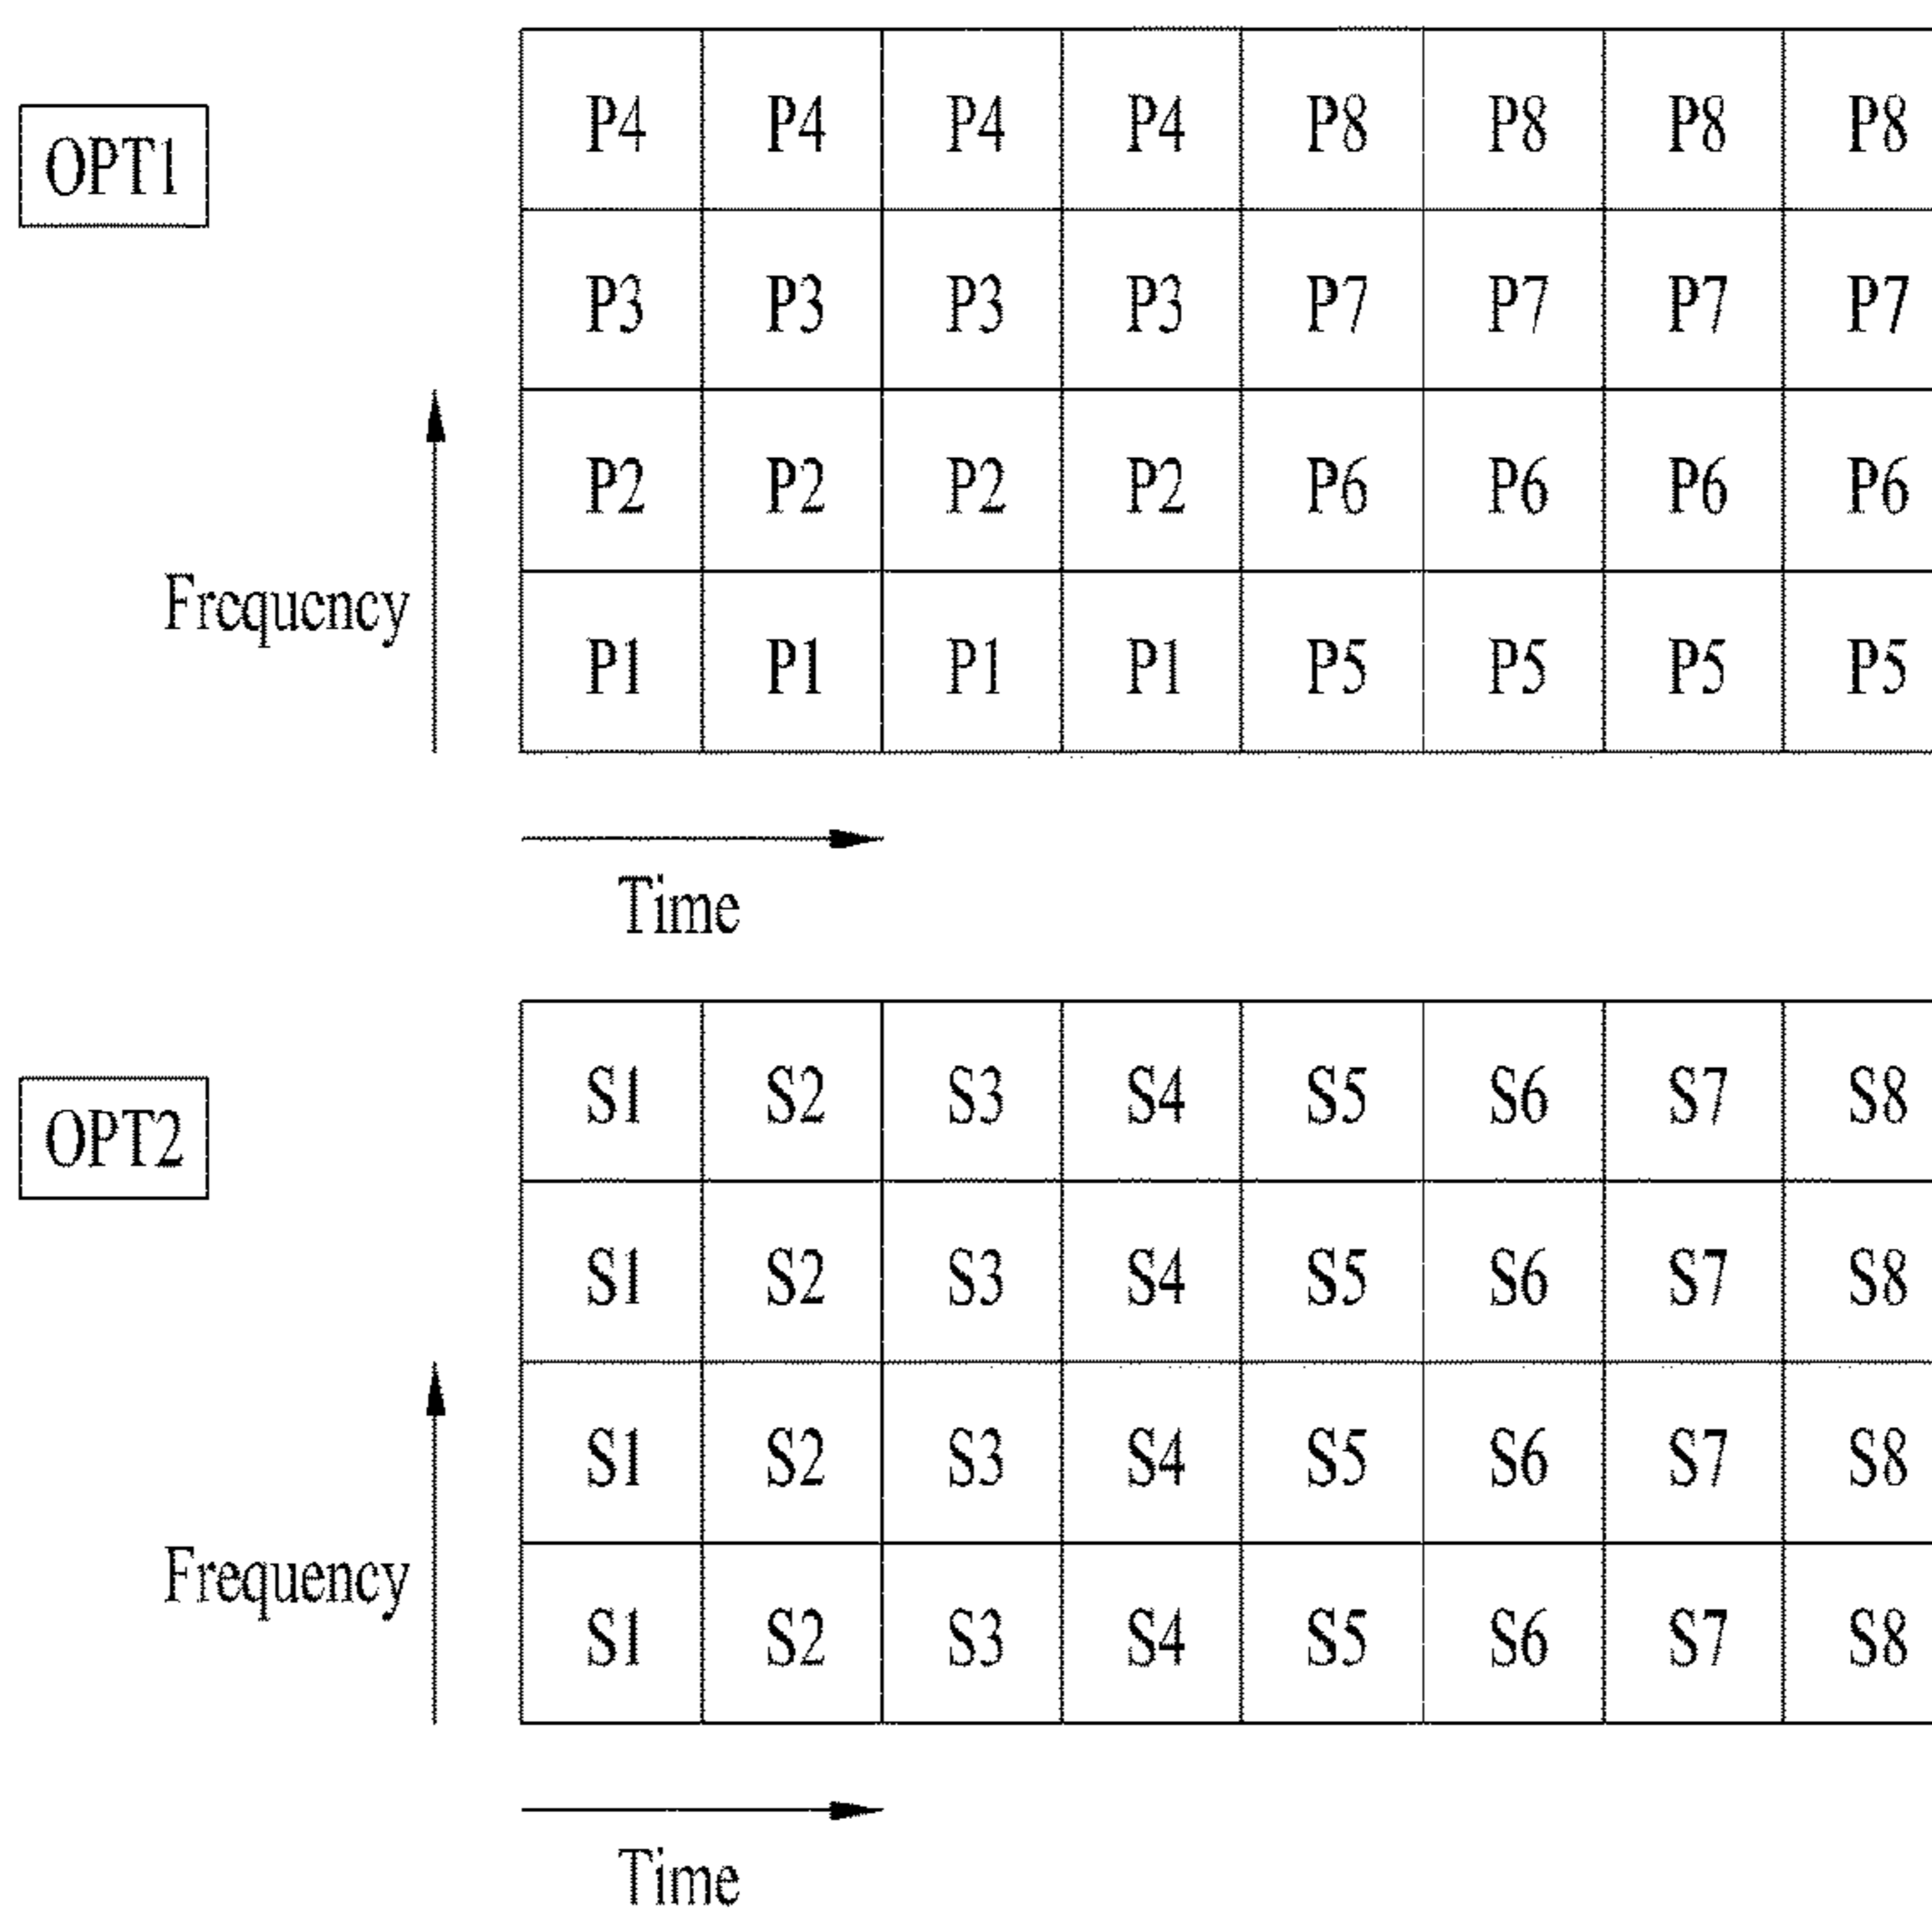 OPT1
P4 P4 P4 P4 P8 P8 P8 P8
P3 P3 P3 P3 P7 P7 P7 P7
P2 P2 P2 P2 P6 P6 P6 P6
Frequency
P1 P1 P1 P1 P5 P5 P5 P5
Time
OPT2
S1 S2 S3 S4 S5 S6 S7 S8
S1 S2 S3 S4 S5 S6 S7 S8
S1 S2 S3 S4 S5 S6 S7 S8
Frequency
S1 S2 S3 S4 S5 S6 S7 S8
Time